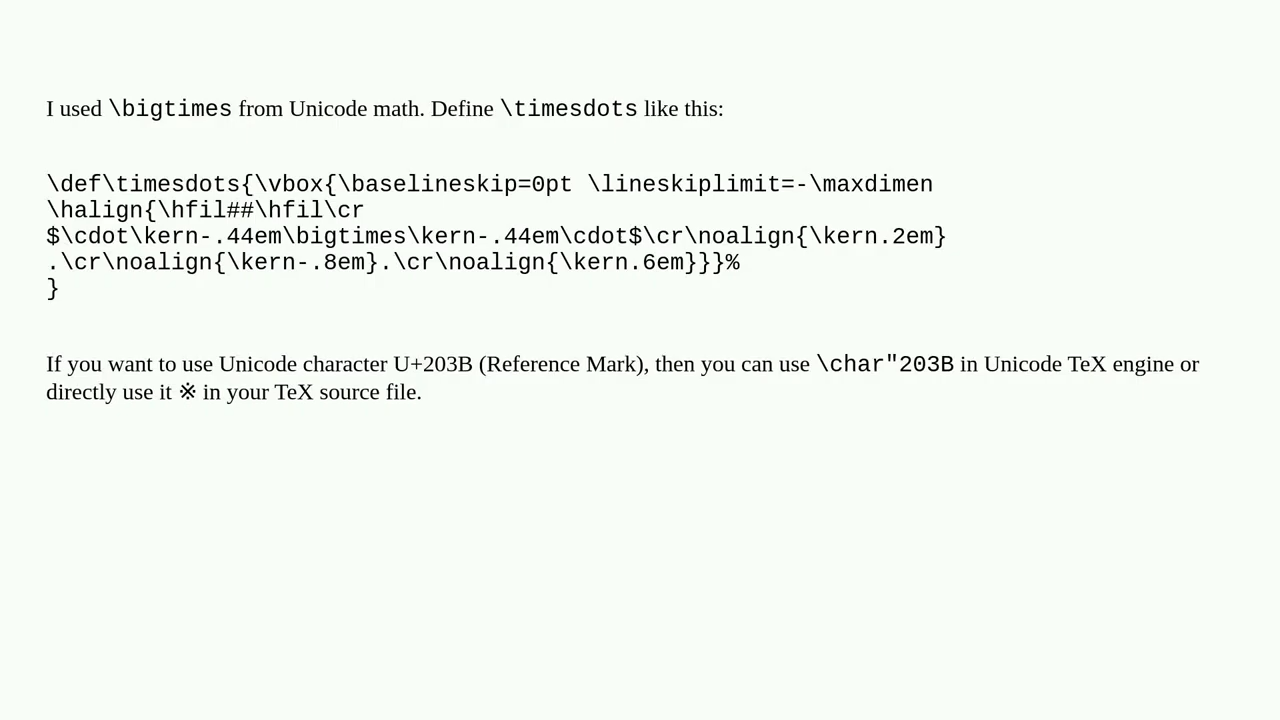 I used \bigtimes from Unicode math. Define \timesdots like this:
\def\timesdots{\vbox{\baselineskip=0pt \lineskiplimit=-\maxdimen
\halign{\hfil##\hfil\cr
$\cdot\kern-.44em\bigtimes\kern-.44em\cdot$\cr\noalign{\kern.2em}
.\cr\noalign{\kern-.8em}.\cr\noalign{\kern.6em}}}%
}
If you want to use Unicode character U+203B (Reference Mark), then you can use \char"203B in Unicode TeX engine or
directly use it ※ in your TeX source file.